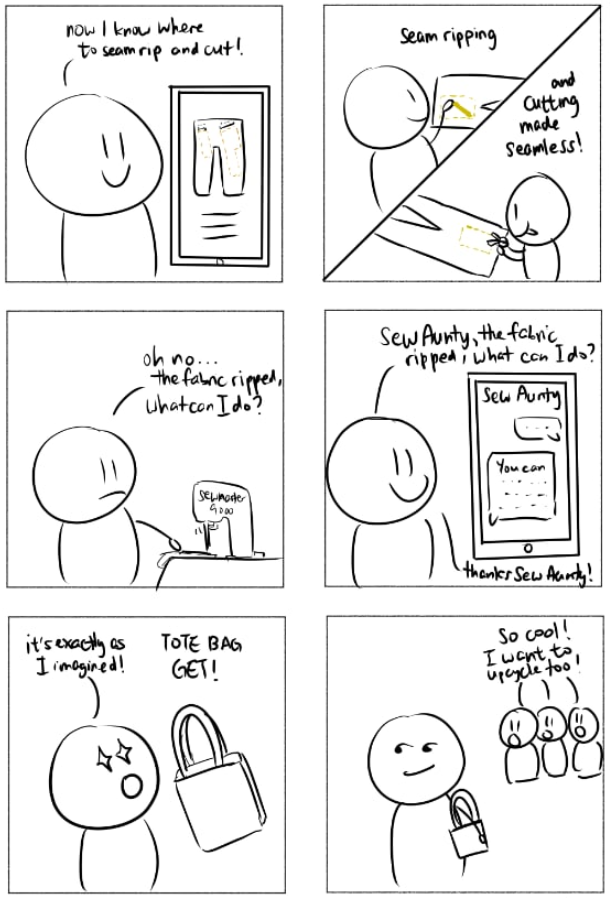 now I know where
to seam rip and cut!
Seam ripping
and
Cutting
made
Seamless!
oh no...
the fabric ripped,
what can I do?
sewmaster
9000
Sew Aunty, the fabric
ripped, what can I do?
Sew Aunty
You can
thanks Sew Aunty!
it's exactly as
I imagined!
TOTE BAG
GET!
So cool!
I want to
upcycle too!